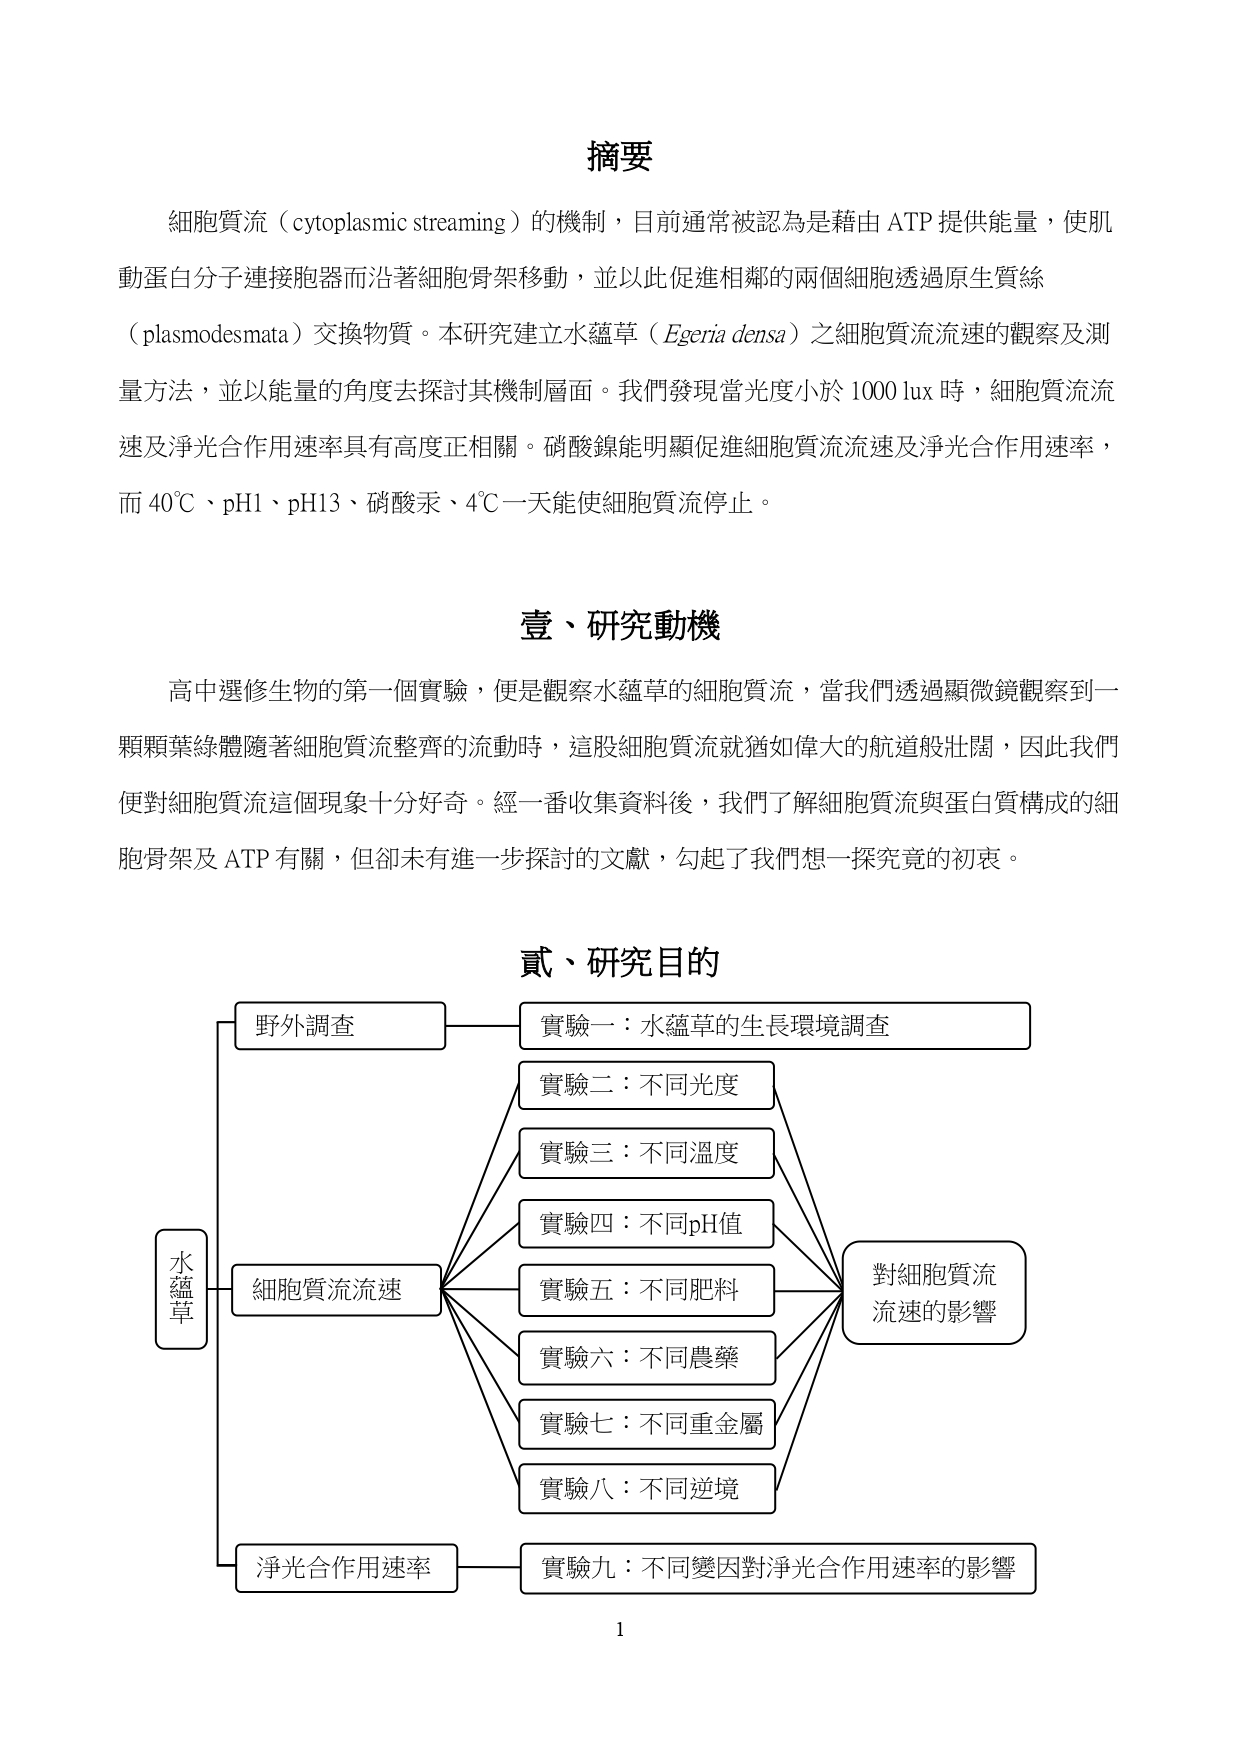 摘要
細胞質流（cytoplasmic streaming）的機制，目前通常被認為是藉由 ATP 提供能量，使肌
動蛋白分子連接胞器而沿著細胞骨架移動，並以此促進相鄰的兩個細胞透過原生質絲
（plasmodesmata）交換物質。本研究建立水蘊草（Egeria densa）之細胞質流流速的觀察及測
量方法，並以能量的角度去探討其機制層面。我們發現當光度小於 1000 lux 時，細胞質流流
速及淨光合作用速率具有高度正相關。硝酸鎳能明顯促進細胞質流流速及淨光合作用速率，
而 40℃、pH1、pH13、硝酸汞、4℃一天能使細胞質流停止。
壹、研究動機
高中選修生物的第一個實驗，便是觀察水蘊草的細胞質流，當我們透過顯微鏡觀察到一
顆顆葉綠體隨著細胞質流整齊的流動時，這股細胞質流就猶如偉大的航道般壯闊，因此我們
便對細胞質流這個現象十分好奇。經一番收集資料後，我們了解細胞質流與蛋白質構成的細
胞骨架及 ATP 有關，但卻未有進一步探討的文獻，勾起了我們想一探究竟的初衷。
貳、研究目的
野外調查
實驗一：水蘊草的生長環境調查
實驗二：不同光度
實驗三：不同溫度
實驗四：不同pH值
水蘊草
細胞質流流速
實驗五：不同肥料
對細胞質流
流速的影響
實驗六：不同農藥
實驗七：不同重金屬
實驗八：不同逆境
淨光合作用速率
實驗九：不同變因對淨光合作用速率的影響
1